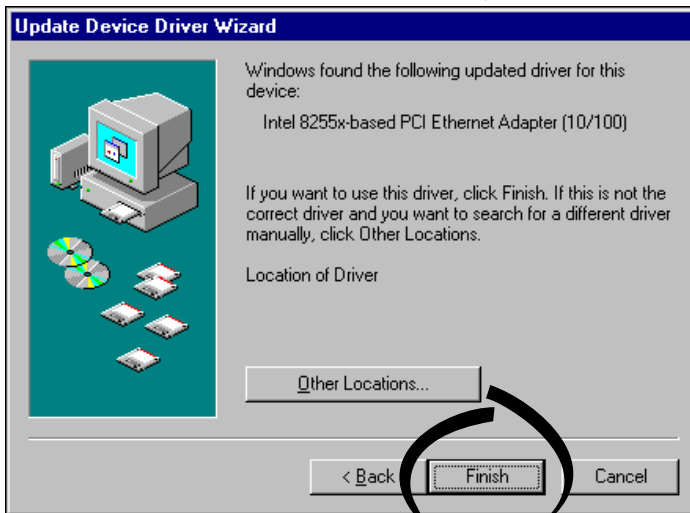 Update Device Driver Wizard
Windows found the following updated driver for this
device:
Intel 8255x-based PCI Ethernet Adapter (10/100)
If you want to use this driver, click Finish. If this is not the
correct driver and you want to search for a different driver
manually, click Other Locations.
Location of Driver
Other Locations...
< Back
Finish
Cancel